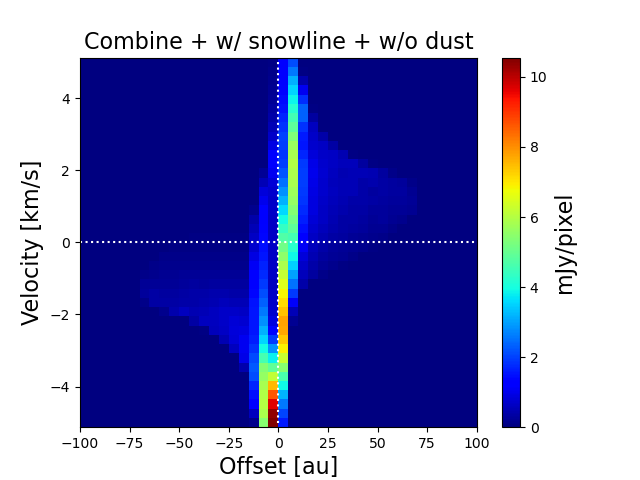 Combine + w/ snowline + w/o dust
4
2
0
−2
−4
Velocity [km/s]
−100 −75 −50 −25 0 25 50 75 100
Offset [au]
10
8
6
4
2
0
mJy/pixel